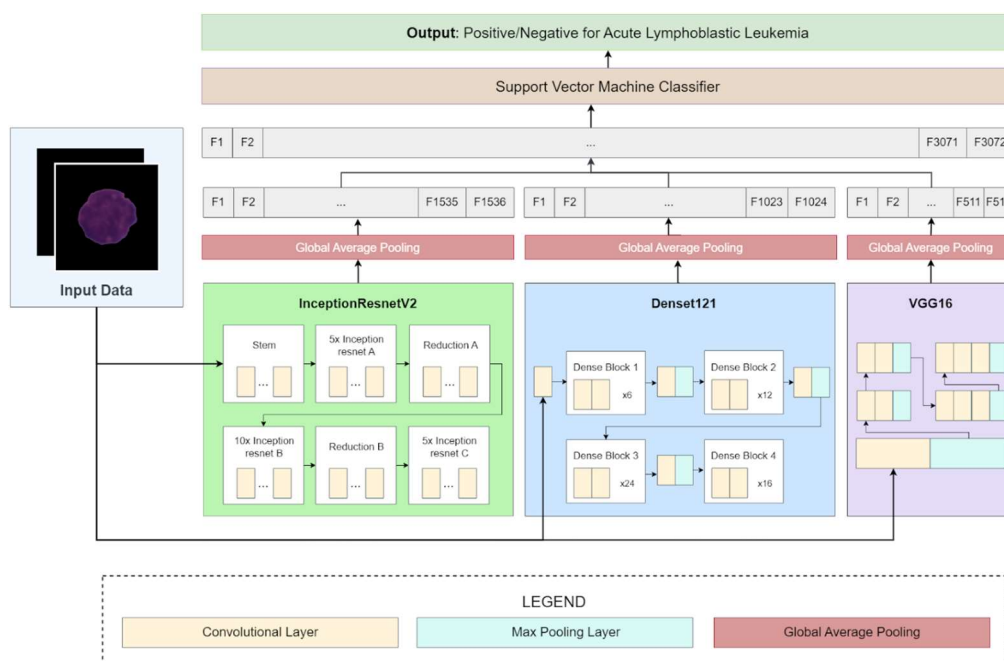 Output: Positive/Negative for Acute Lymphoblastic Leukemia
Support Vector Machine Classifier
F1 F2 ... F3071 F3072
F1 F2 ... F1535 F1536
F1 F2 ... F1023 F1024
F1 F2 ... F511 F51
Global Average Pooling
Global Average Pooling
Global Average Pooling
Input Data
InceptionResnetV2
Stem
...
5x Inception
resnet A
...
Reduction A
...
10x Inception
resnet B
...
Reduction B
...
5x Inception
resnet C
...
Denset121
Dense Block 1
x6
Dense Block 2
x12
Dense Block 3
x24
Dense Block 4
x16
VGG16
LEGEND
Convolutional Layer
Max Pooling Layer
Global Average Pooling